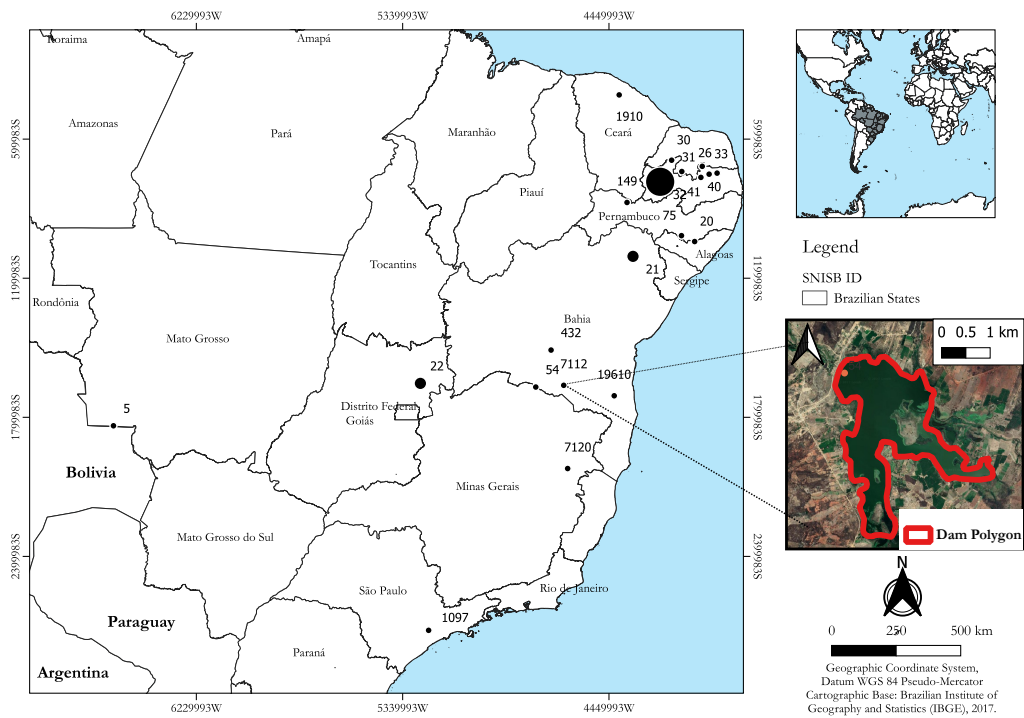 6229993W 5339993W 4449993W
Roraima
Amapá
Amazonas
Pará
Maranhão
Ceará
1910
599983S
599983S
30
31
26
33
149
32
41
40
Piauí
Pernambuco
75
20
Alagoas
Tocantins
21
Sergipe
1199983S
1199983S
Rondônia
Mato Grosso
Bahia
432
22
54
7112
19610
Distrito Federal
Goiás
5
1799983S
1799983S
7120
Bolivia
Minas Gerais
Mato Grosso do Sul
2399983S
2399983S
São Paulo
Rio de Janeiro
1097
Paraguay
Paraná
Argentina
6229993W 5339993W 4449993W
Legend
SNISB ID
Brazilian States
0 0.5 1 km
Dam Polygon
N
0 250 500 km
Geographic Coordinate System,
Datum WGS 84 Pseudo-Mercator
Cartographic Base: Brazilian Institute of
Geography and Statistics (IBGE), 2017.